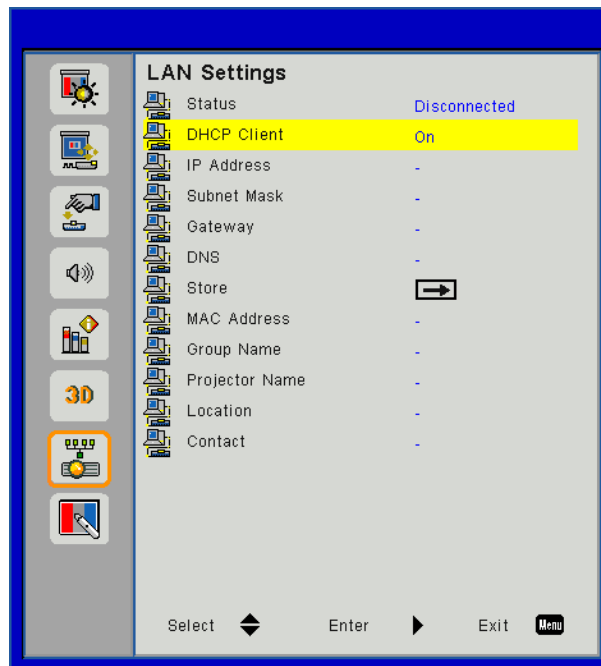 LAN Settings
Status Disconnected
DHCP Client On
IP Address -
Subnet Mask -
Gateway -
DNS -
Store
MAC Address -
Group Name -
3D
Projector Name -
Location -
Contact -
Select Enter Exit Menu